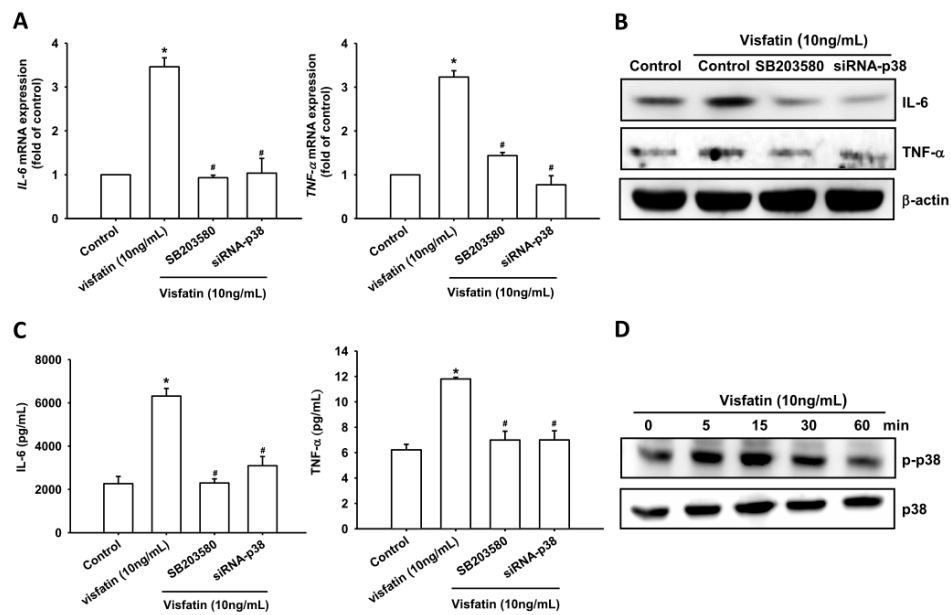 A
IL-6 mRNA expression
(fold of control)
4
3
2
1
0
*
#
#
Control
visfatin (10ng/mL)
SB203580
siRNA-p38
Visfatin (10ng/mL)
TNF-α mRNA expression
(fold of control)
4
3
2
1
0
*
#
#
Control
visfatin (10ng/mL)
SB203580
siRNA-p38
Visfatin (10ng/mL)
B
Visfatin (10ng/mL)
Control Control SB203580 siRNA-p38
IL-6
TNF-α
β-actin
C
IL-6 (pg/mL)
8000
6000
4000
2000
0
*
#
#
Control
visfatin (10ng/mL)
SB203580
siRNA-p38
Visfatin (10ng/mL)
TNF-α (pg/mL)
14
12
10
8
6
4
2
0
*
#
#
Control
visfatin (10ng/mL)
SB203580
siRNA-p38
Visfatin (10ng/mL)
D
Visfatin (10ng/mL)
0 5 15 30 60 min
p-p38
p38